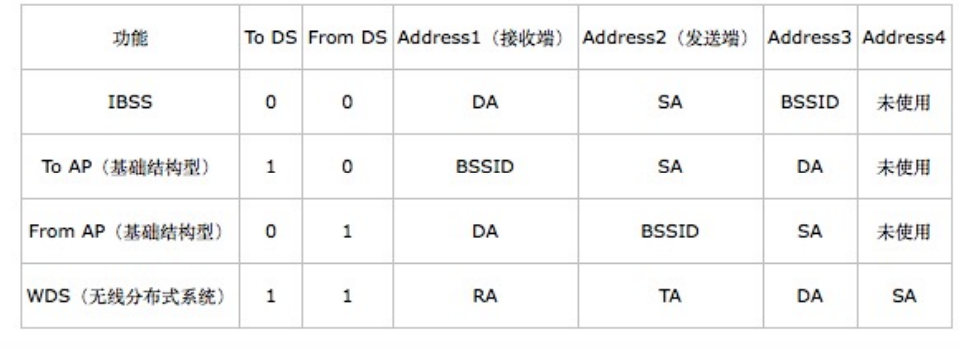 功能 To DS From DS Address1（接收端） Address2（发送端） Address3 Address4
IBSS 0 0 DA SA BSSID 未使用
To AP（基础结构型） 1 0 BSSID SA DA 未使用
From AP（基础结构型） 0 1 DA BSSID SA 未使用
WDS（无线分布式系统） 1 1 RA TA DA SA